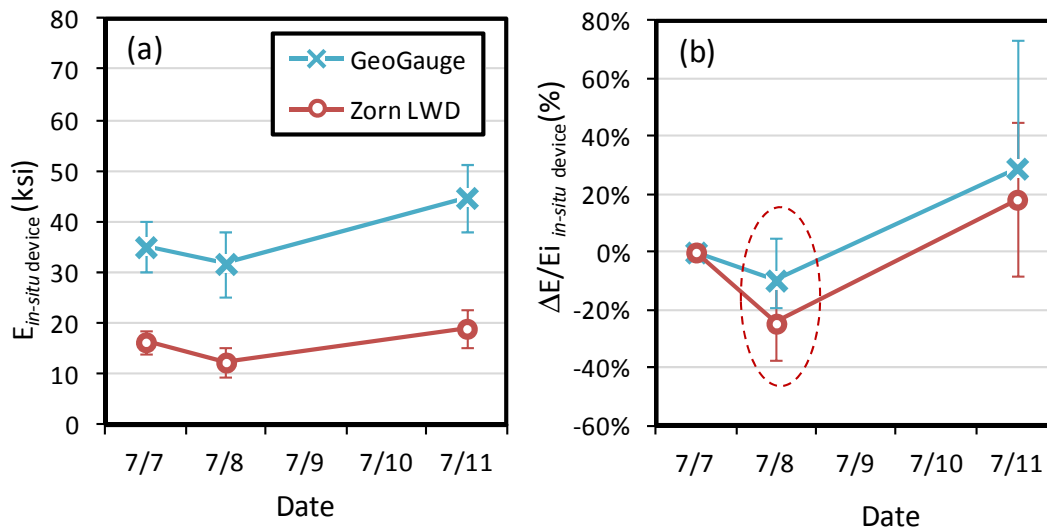 (a)
GeoGauge
Zorn LWD
E in-situ device (ksi)
80
70
60
50
40
30
20
10
0
7/7 7/8 7/9 7/10 7/11
Date
(b)
ΔE/Ei in-situ device (%)
80%
60%
40%
20%
0%
-20%
-40%
-60%
7/7 7/8 7/9 7/10 7/11
Date